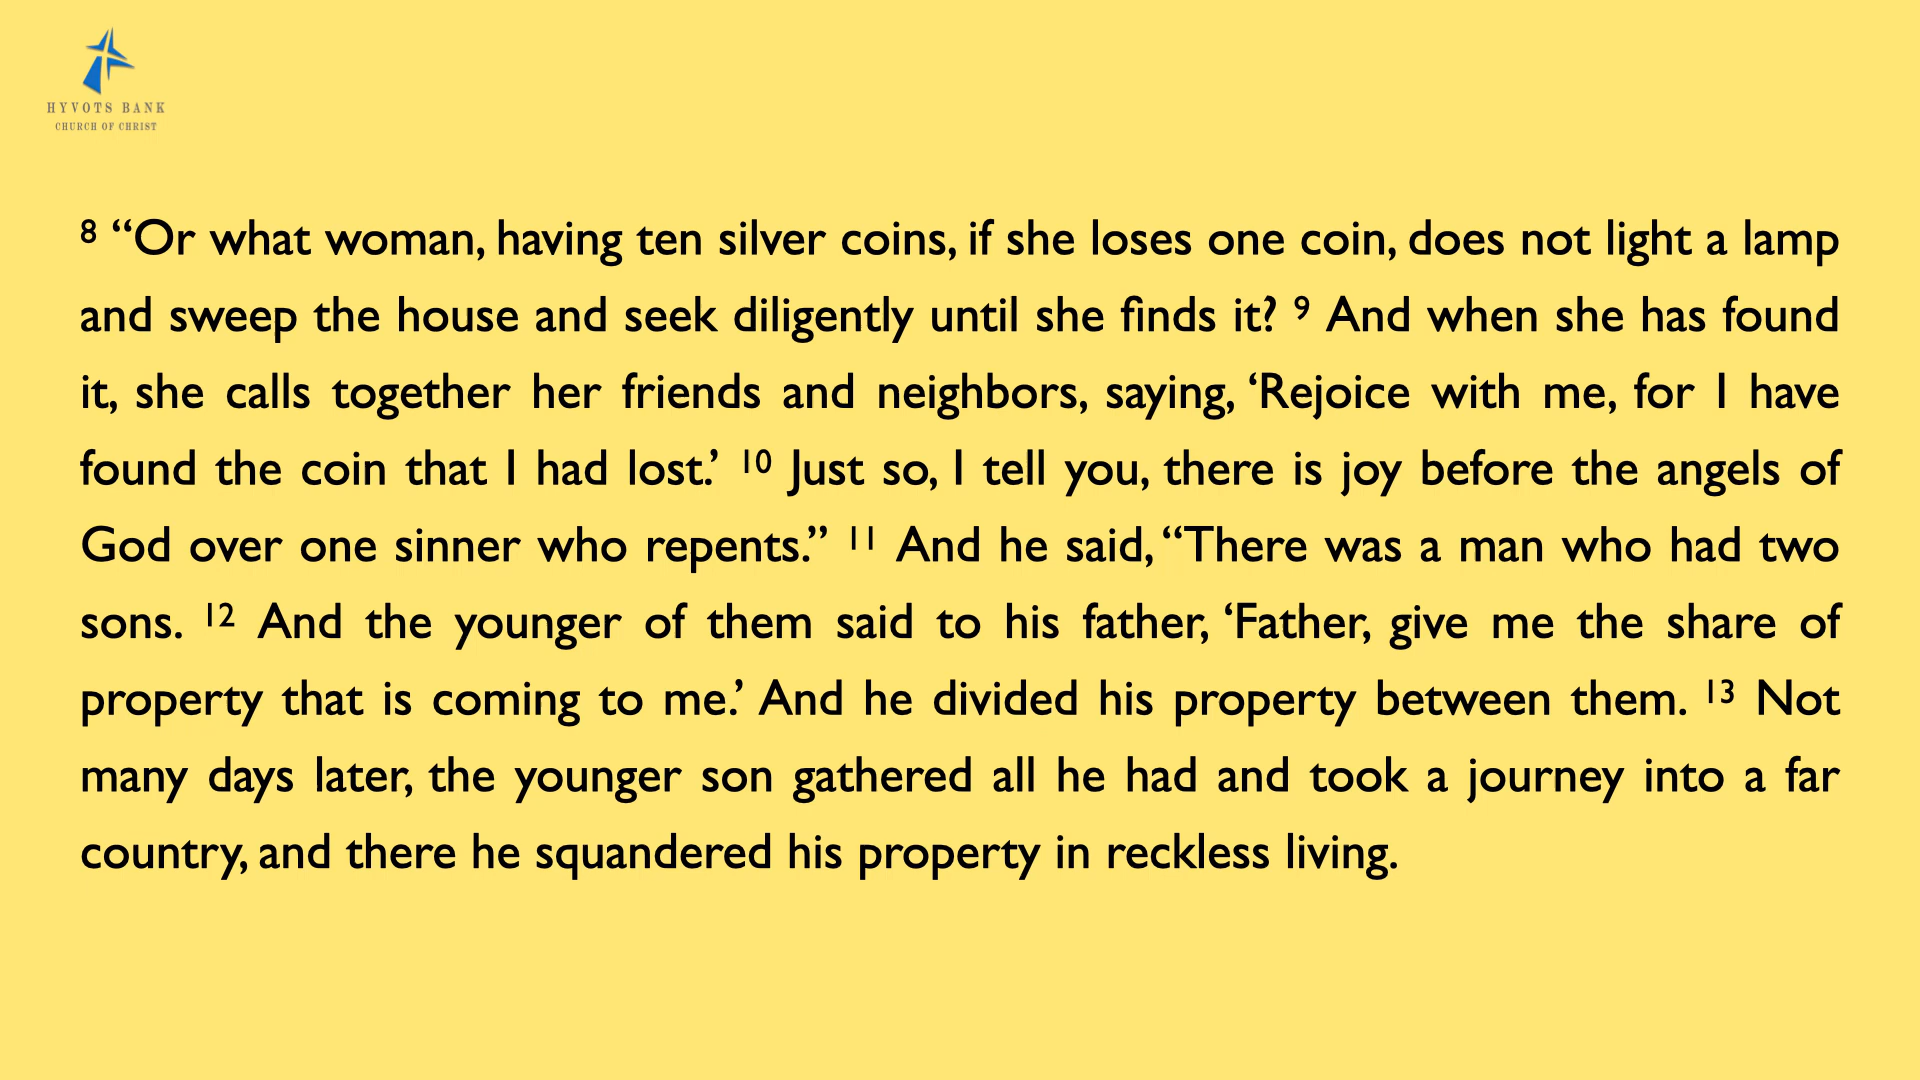 HYVOTS BANK
CHURCH OF CHRIST
8 “Or what woman, having ten silver coins, if she loses one coin, does not light a lamp
and sweep the house and seek diligently until she finds it? 9 And when she has found
it, she calls together her friends and neighbors, saying, ‘Rejoice with me, for I have
found the coin that I had lost.’ 10 Just so, I tell you, there is joy before the angels of
God over one sinner who repents.” 11 And he said, “There was a man who had two
sons. 12 And the younger of them said to his father, ‘Father, give me the share of
property that is coming to me.’ And he divided his property between them. 13 Not
many days later, the younger son gathered all he had and took a journey into a far
country, and there he squandered his property in reckless living.